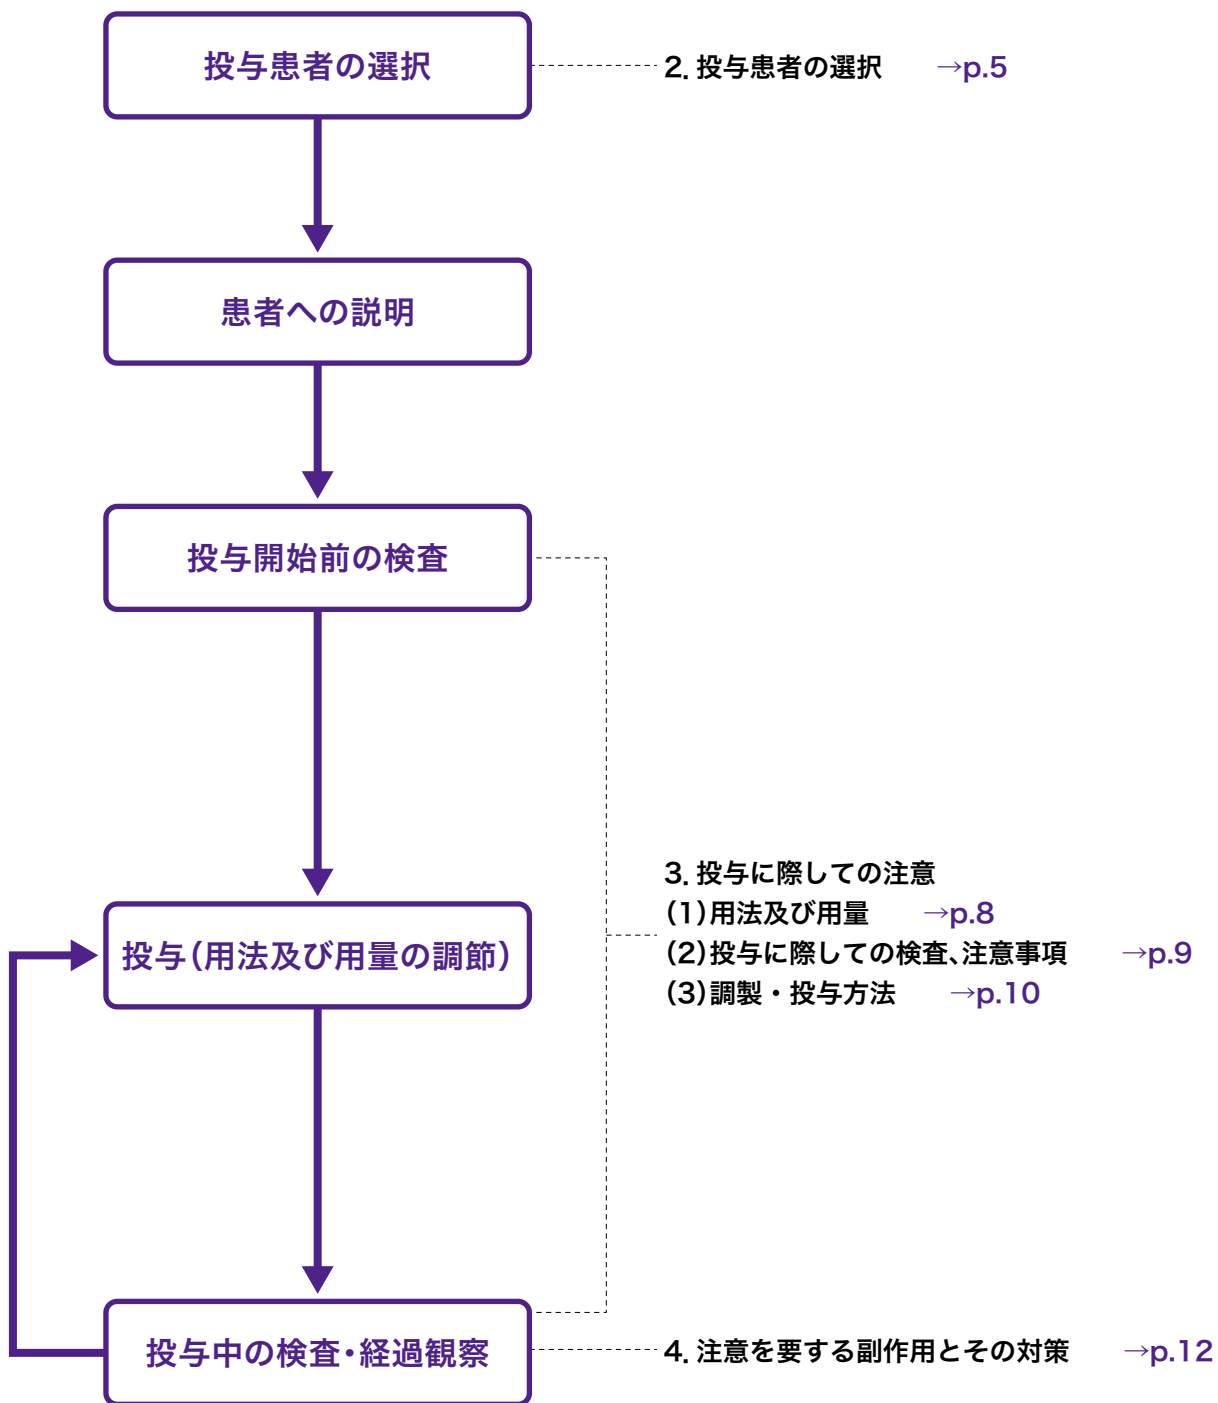 投与患者の選択
2. 投与患者の選択 →p.5
患者への説明
投与開始前の検査
3. 投与に際しての注意
(1)用法及び用量 →p.8
投与(用法及び用量の調節)
(2)投与に際しての検査、注意事項 →p.9
(3)調製・投与方法 →p.10
投与中の検査・経過観察
4. 注意を要する副作用とその対策 →p.12